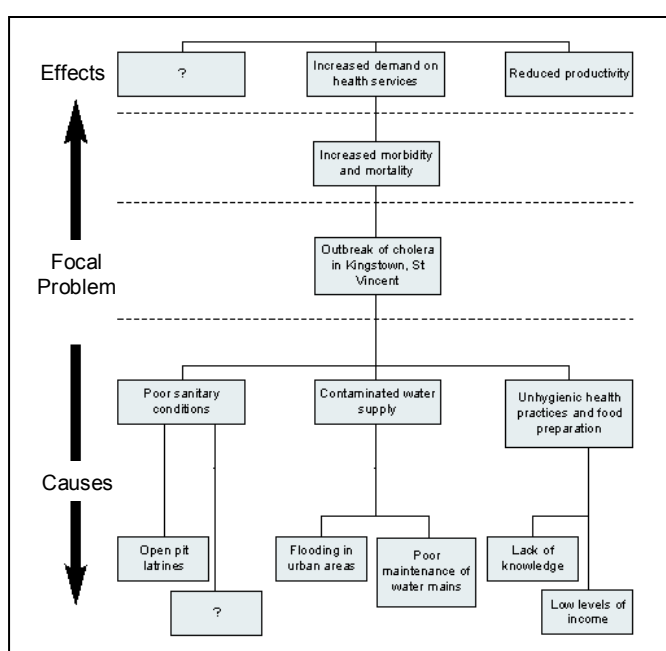 Effects
?
Increased demand on
health services
Reduced productivity
Increased morbidity
and mortality
Focal
Problem
Outbreak of cholera
in Kingstown, St
Vincent
Poor sanitary
conditions
Contaminated water
supply
Unhygienic health
practices and food
preparation
Causes
Open pit
latrines
?
Flooding in
urban areas
Poor
maintenance of
water mains
Lack of
knowledge
Low levels of
income